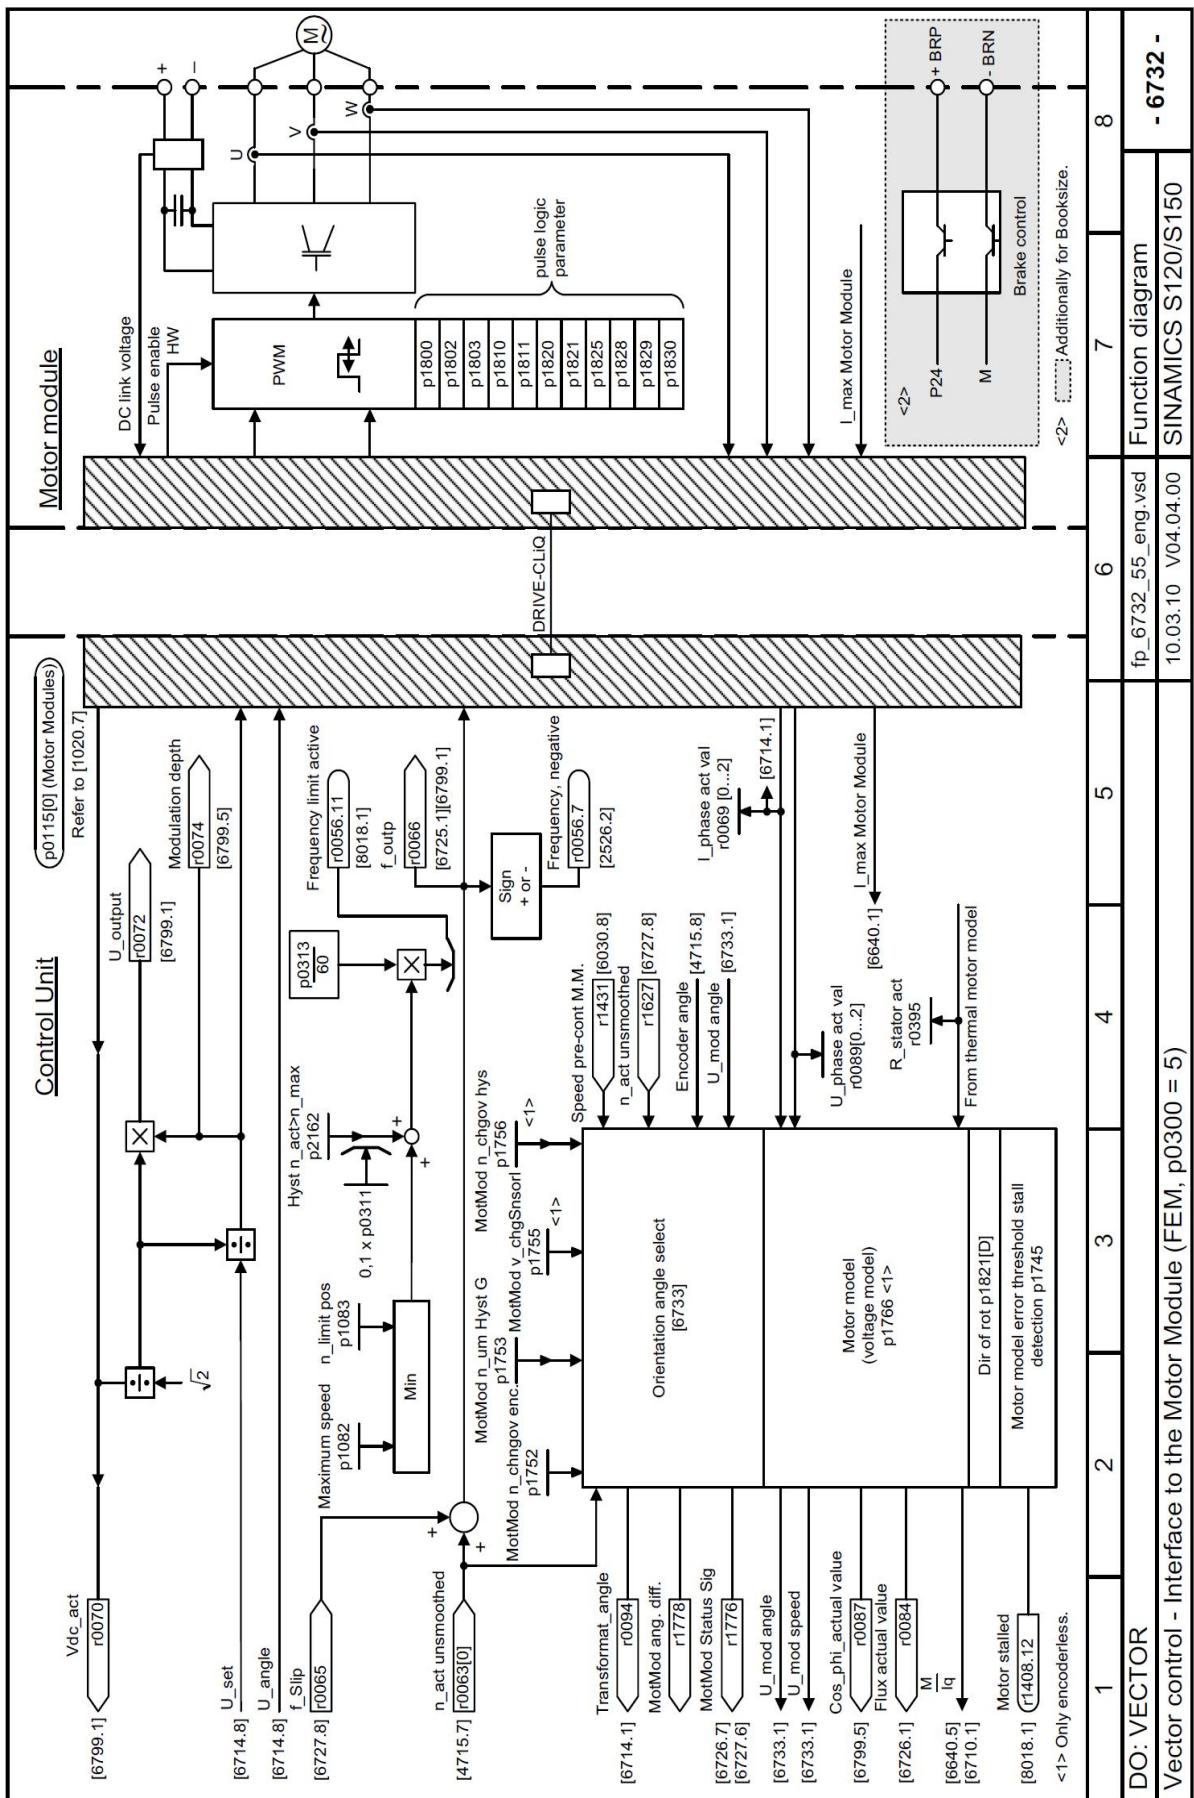 Control Unit
Motor module
p0115[0] (Motor Modules)
Refer to [1020.7]
Vdc_act
r0070
[6799.1]
√2
U_output
r0072
[6799.1]
Modulation depth
r0074
[6799.5]
U_set
[6714.8]
U_angle
[6714.8]
f_Slip
r0065
[6727.8]
n_act unsmoothed
r0063[0]
[4715.7]
Maximum speed
p1082
n_limit pos
p1083
Min
Hyst n_act>n_max
p2162
0,1 x p0311
+
+
+
+
p0313
60
Frequency limit active
r0056.11
[8018.1]
f_outp
r0066
[6725.1][6799.1]
Sign
+ or -
Frequency, negative
r0056.7
[2526.2]
MotMod n_chngov enc.
p1752
MotMod n_um Hyst G
p1753
MotMod v_chgSnsorl
p1755
<1>
MotMod n_chgov hys
p1756
<1>
Speed pre-cont M.M.
r1431
[6030.8]
n_act unsmoothed
r1627
[6727.8]
Encoder angle
[4715.8]
U_mod angle
[6733.1]
Orientation angle select
[6733]
Motor model
(voltage model)
p1766 <1>
Dir of rot p1821[D]
Motor model error threshold stall
detection p1745
Transformat_angle
r0094
[6714.1]
MotMod ang. diff.
r1778
MotMod Status Sig
r1776
[6726.7]
[6727.6]
U_mod angle
[6733.1]
U_mod speed
[6733.1]
Cos_phi_actual value
r0087
[6799.5]
Flux actual value
r0084
[6726.1]
M
Iq
[6640.5]
[6710.1]
Motor stalled
r1408.12
[8018.1]
I_phase act val
r0069 [0...2]
[6714.1]
U_phase act val
r0089[0...2]
I_max Motor Module
[6640.1]
R_stator act
r0395
From thermal motor model
<1> Only encoderless.
DRIVE-CLiQ
DC link voltage
Pulse enable
HW
PWM
p1800
p1802
p1803
p1810
p1811
p1820
p1821
p1825
p1828
p1829
p1830
pulse logic
parameter
+
–
M
~
U
V
W
I_max Motor Module
<2>
P24
M
+ BRP
- BRN
Brake control
<2> Additionally for Booksize.
1 2 3 4 5 6 7 8
DO: VECTOR
fp_6732_55_eng.vsd
Function diagram
- 6732 -
Vector control - Interface to the Motor Module (FEM, p0300 = 5)
10.03.10 V04.04.00
SINAMICS S120/S150